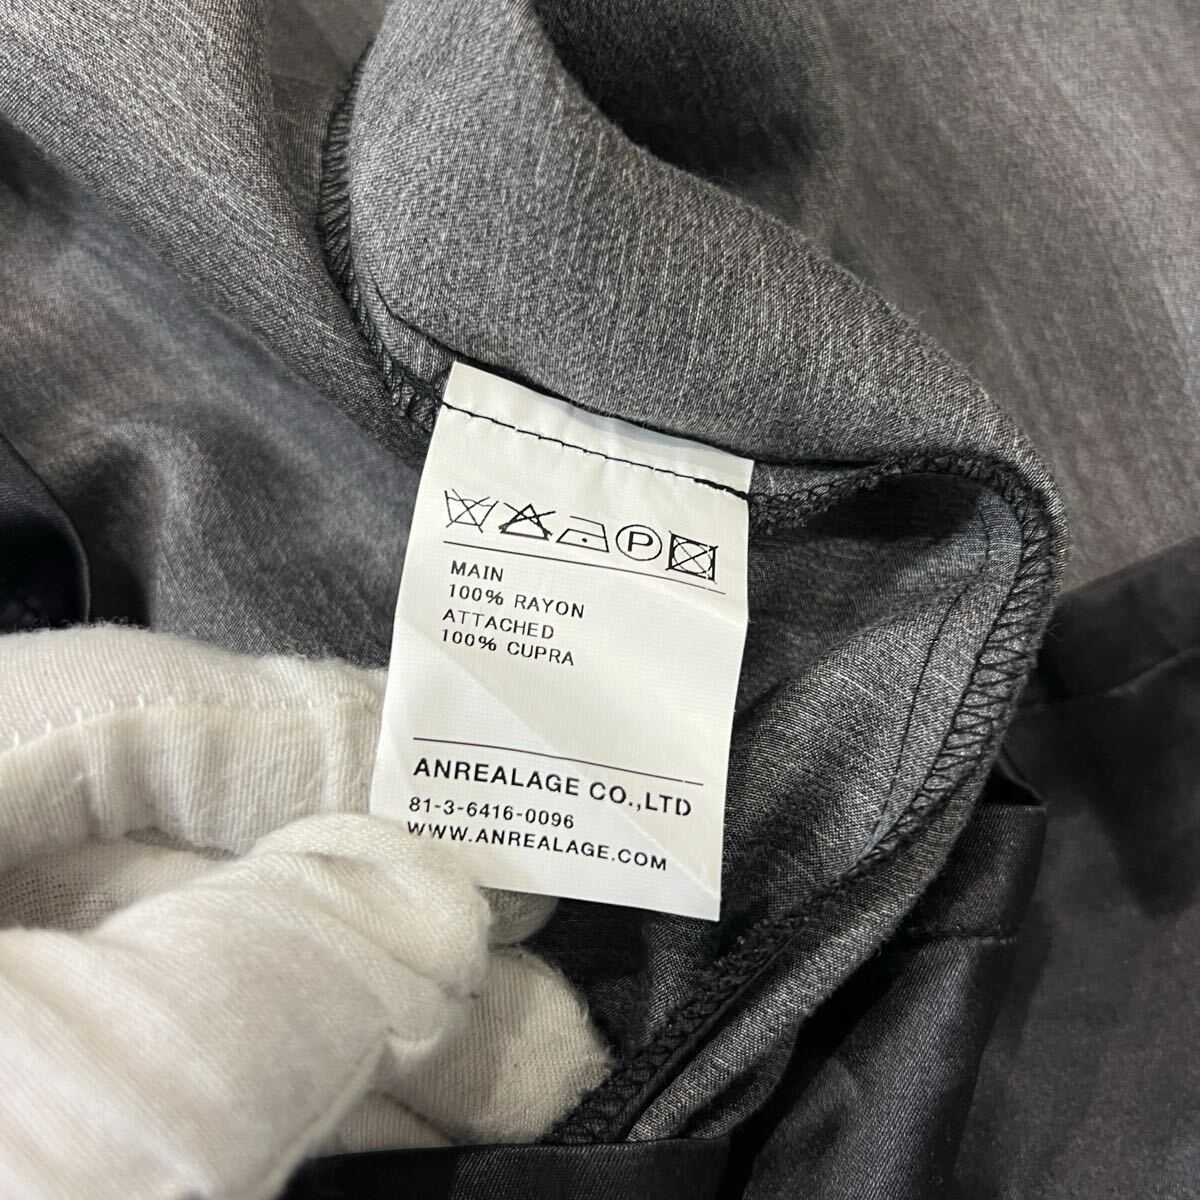 P
MAIN
100% RAYON
ATTACHED
100% CUPRA
ANREALAGE CO.,LTD
81-3-6416-0096
WWW.ANREALAGE.COM